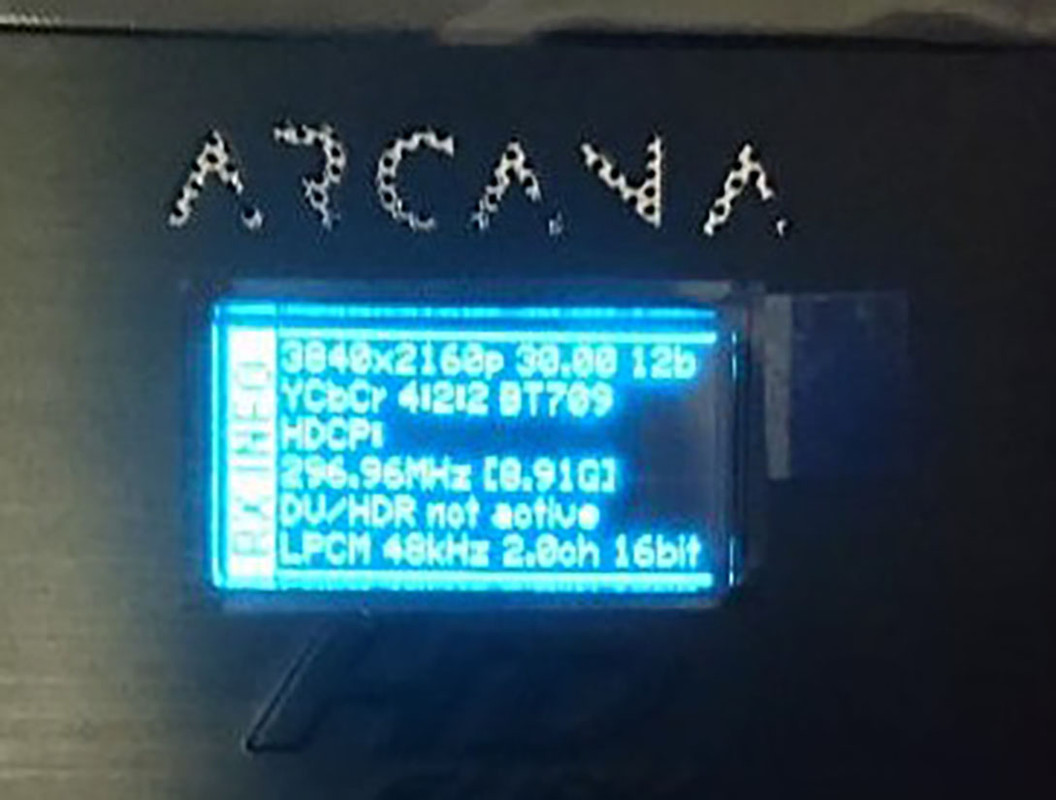 ARCANA
3840x2160p 30.00 12b
YCbCr 4:2:2 BT709
HDCP:
296.96MHz [8.91G]
DV/HDR not active
LPCM 48kHz 2.0ch 16bit